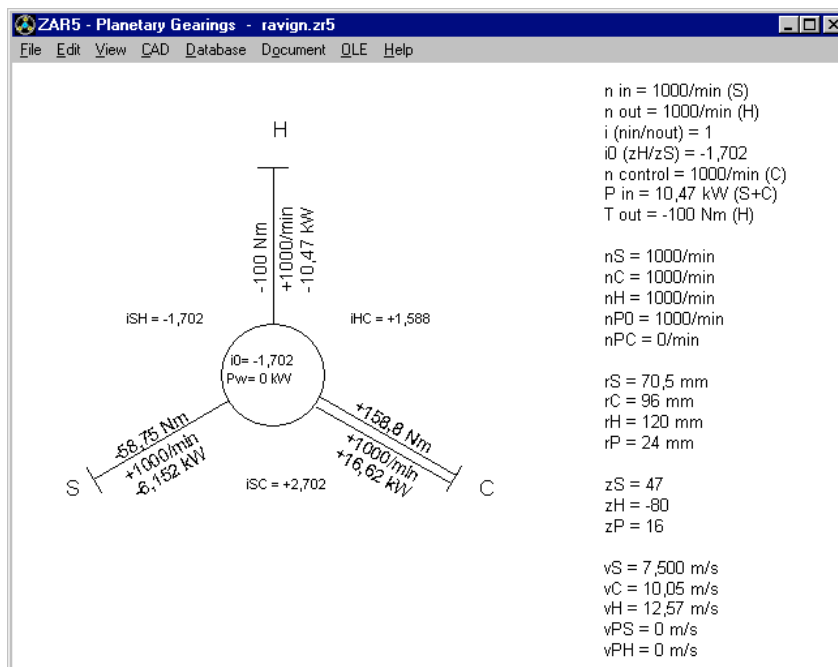 ZAR5 - Planetary Gearings - ravign.zr5
File Edit View CAD Database Document OLE Help
n in = 1000/min (S)
n out = 1000/min (H)
i (nin/nout) = 1
i0 (zH/zS) = -1,702
n control = 1000/min (C)
P in = 10,47 kW (S+C)
T out = -100 Nm (H)
nS = 1000/min
nC = 1000/min
nH = 1000/min
nP0 = 1000/min
nPC = 0/min
rS = 70,5 mm
rC = 96 mm
rH = 120 mm
rP = 24 mm
zS = 47
zH = -80
zP = 16
vS = 7,500 m/s
vC = 10,05 m/s
vH = 12,57 m/s
vPS = 0 m/s
vPH = 0 m/s
H
-100 Nm
+1000/min
-10,47 kW
iSH = -1,702
iHC = +1,588
i0= -1,702
Pw= 0 kW
-58,75 Nm
+1000/min
-6,152 kW
S
iSC = +2,702
+158,8 Nm
+1000/min
+16,62 kW
C